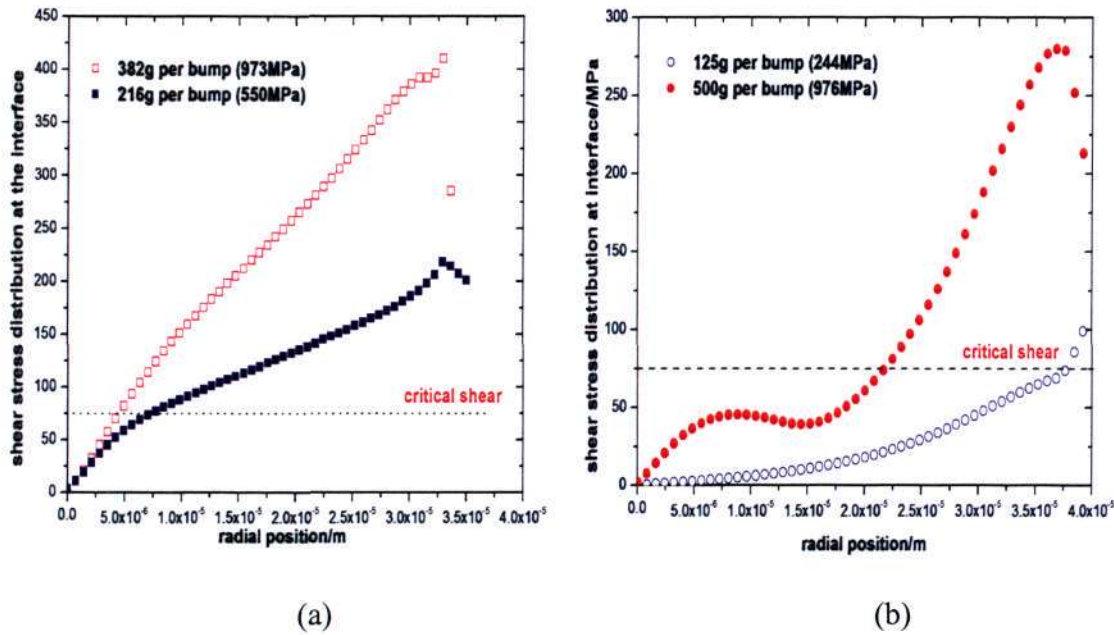 450
400
350
300
250
200
150
100
50
0
shear stress distribution at the interface
382g per bump (973MPa)
216g per bump (550MPa)
critical shear
0.0 5.0x10⁻⁶ 1.0x10⁻⁵ 1.5x10⁻⁵ 2.0x10⁻⁵ 2.5x10⁻⁵ 3.0x10⁻⁵ 3.5x10⁻⁵ 4.0x10⁻⁵
radial position/m
(a)
300
250
200
150
100
50
0
shear stress distribution at interface/MPa
125g per bump (244MPa)
500g per bump (976MPa)
critical shear
0.0 5.0x10⁻⁶ 1.0x10⁻⁵ 1.5x10⁻⁵ 2.0x10⁻⁵ 2.5x10⁻⁵ 3.0x10⁻⁵ 3.5x10⁻⁵ 4.0x10⁻⁵
radial position/m
(b)